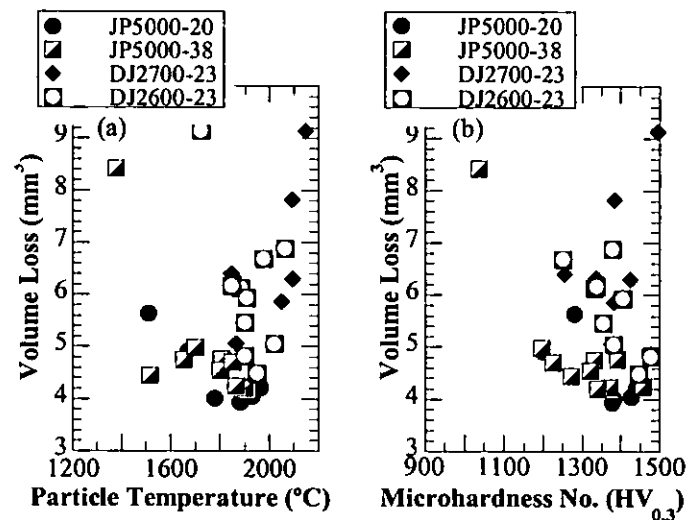 JP5000-20
JP5000-38
DJ2700-23
DJ2600-23
(a)
9
8
7
6
5
4
3
Volume Loss (mm³)
1200 1600 2000
Particle Temperature (ºC)
JP5000-20
JP5000-38
DJ2700-23
DJ2600-23
(b)
9
8
7
6
5
4
3
Volume Loss (mm³)
900 1100 1300 1500
Microhardness No. (HV0.3)